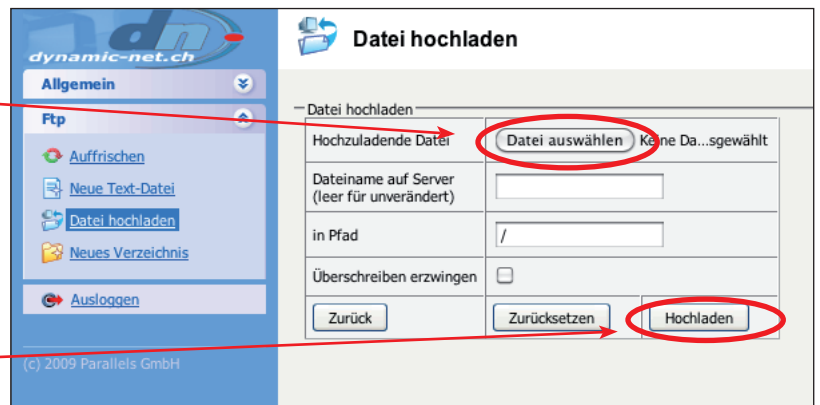 dn
dynamic-net.ch
Allgemein
Ftp
Auffrischen
Neue Text-Datei
Datei hochladen
Neues Verzeichnis
Ausloggen
(c) 2009 Parallels GmbH
Datei hochladen
Datei hochladen
Hochzuladende Datei
Datei auswählen Keine Da...sgewählt
Dateiname auf Server
(leer für unverändert)
in Pfad
/
Überschreiben erzwingen
Zurück
Zurücksetzen
Hochladen